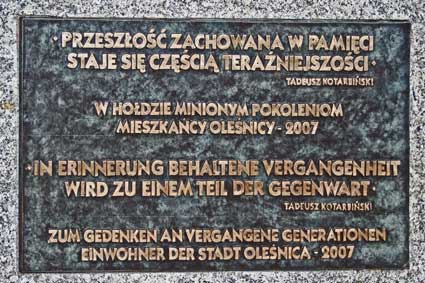 "PRZESZŁOŚĆ ZACHOWANA W PAMIĘCI
STAJE SIĘ CZĘŚCIĄ TERAŹNIEJSZOŚCI."
TADEUSZ KOTARBIŃSKI
W HOŁDZIE MINIONYM POKOLENIOM
MIESZKAŃCY OLEŚNICY - 2007
"IN ERINNERUNG BEHALTENE VERGANGENHEIT
WIRD ZU EINEM TEIL DER GEGENWART."
TADEUSZ KOTARBIŃSKI
ZUM GEDENKEN AN VERGANGENE GENERATIONEN
EINWOHNER DER STADT OLEŚNICA - 2007